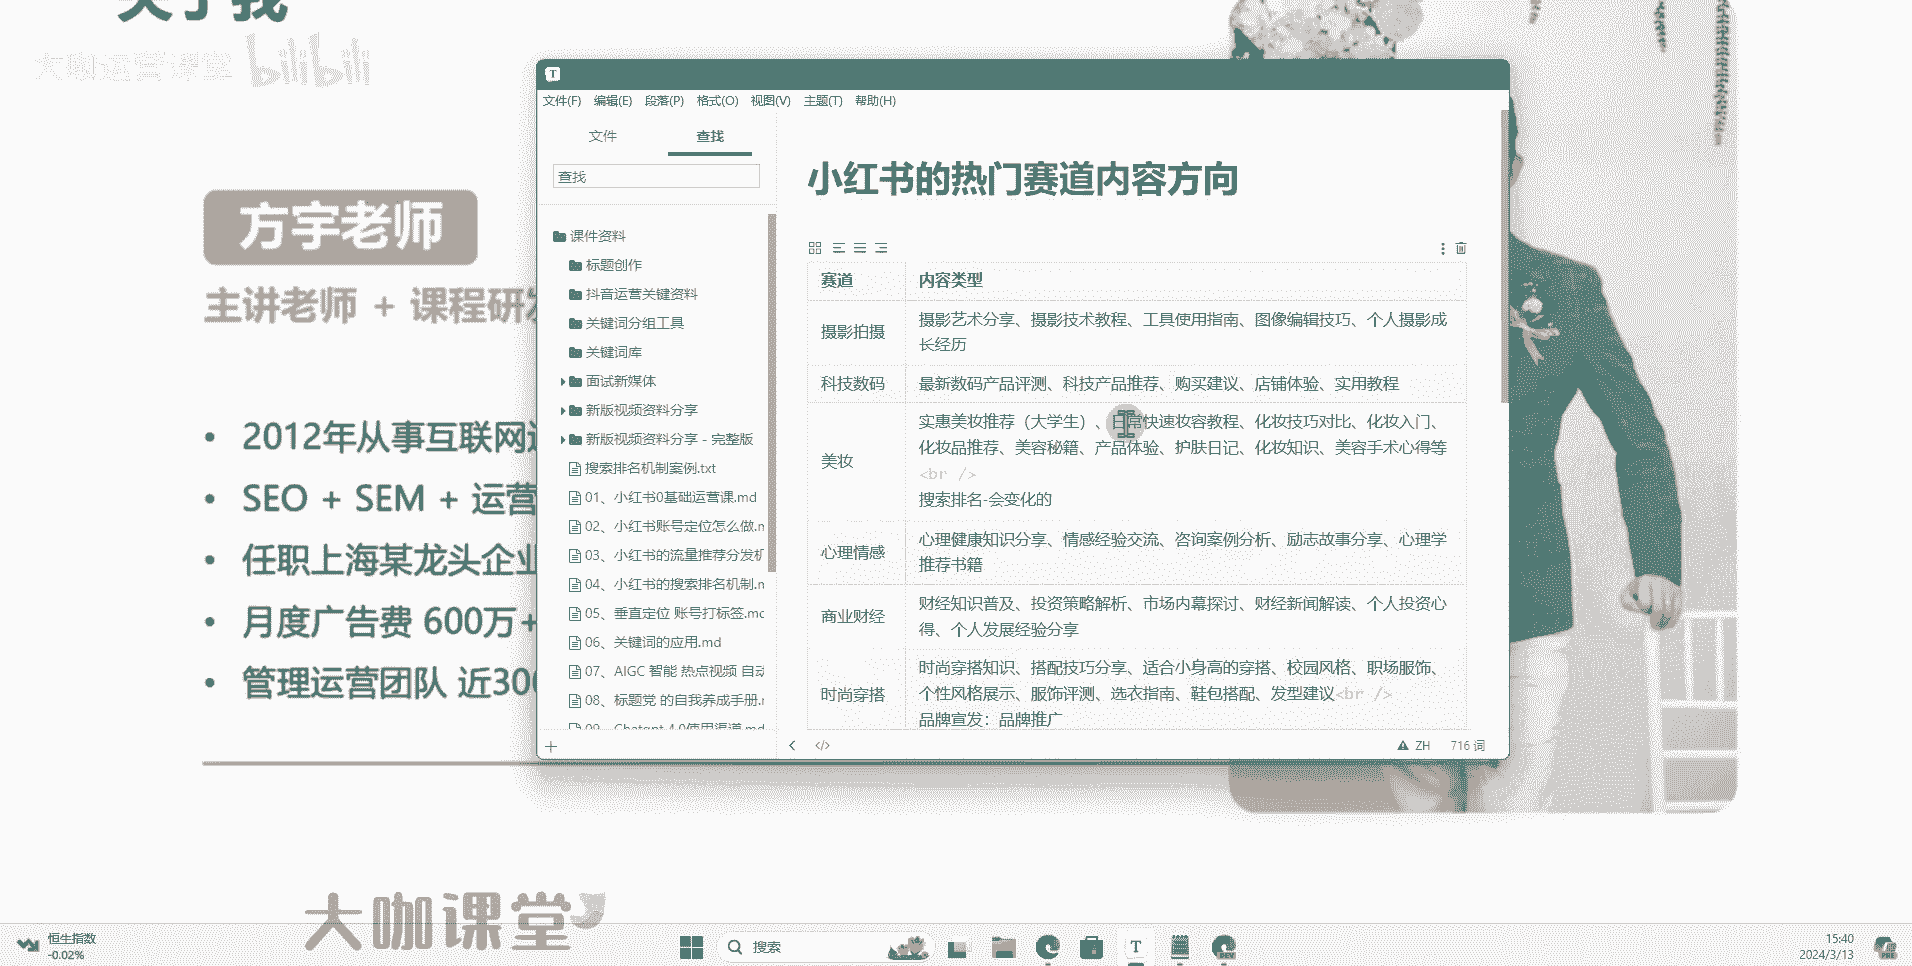 关于我
大咖运营课堂 bilibili
方宇老师
主讲老师 + 课程研发
2012年从事互联网
SEO + SEM + 运营
任职上海某龙头企业
月度广告费 600万+
管理运营团队 近300
文件(F) 编辑(E) 段落(P) 格式(O) 视图(V) 主题(T) 帮助(H)
文件 查找
查找
课件资料
标题创作
抖音运营关键资料
关键词分组工具
关键词库
面试新媒体
新版视频资料分享
新版视频资料分享 - 完整版
搜索排名机制案例.txt
01、小红书0基础运营课.md
02、小红书账号定位怎么做.m
03、小红书的流量推荐分发机
04、小红书的搜索排名机制.m
05、垂直定位 账号打标签.mc
06、关键词的应用.md
07、AIGC 智能 热点视频 自动
08、标题党 的自我养成手册.r
09、Chatgpt 4.0使用渠道.md
小红书的热门赛道内容方向
赛道 内容类型
摄影拍摄 摄影艺术分享、摄影技术教程、工具使用指南、图像编辑技巧、个人摄影成
长经历
科技数码 最新数码产品评测、科技产品推荐、购买建议、店铺体验、实用教程
美妆 实惠美妆推荐（大学生）、日常快速妆容教程、化妆技巧对比、化妆入门、
化妆品推荐、美容秘籍、产品体验、护肤日记、化妆知识、美容手术心得等
<br />
搜索排名-会变化的
心理情感 心理健康知识分享、情感经验交流、咨询案例分析、励志故事分享、心理学
推荐书籍
商业财经 财经知识普及、投资策略解析、市场内幕探讨、财经新闻解读、个人投资心
得、个人发展经验分享
时尚穿搭 时尚穿搭知识、搭配技巧分享、适合小身高的穿搭、校园风格、职场服饰、
个性风格展示、服饰评测、选衣指南、鞋包搭配、发型建议<br />
品牌宣发：品牌推广
</> ZH 716 词
大咖课堂
恒生指数
-0.02%
搜索
15:40
2024/3/13